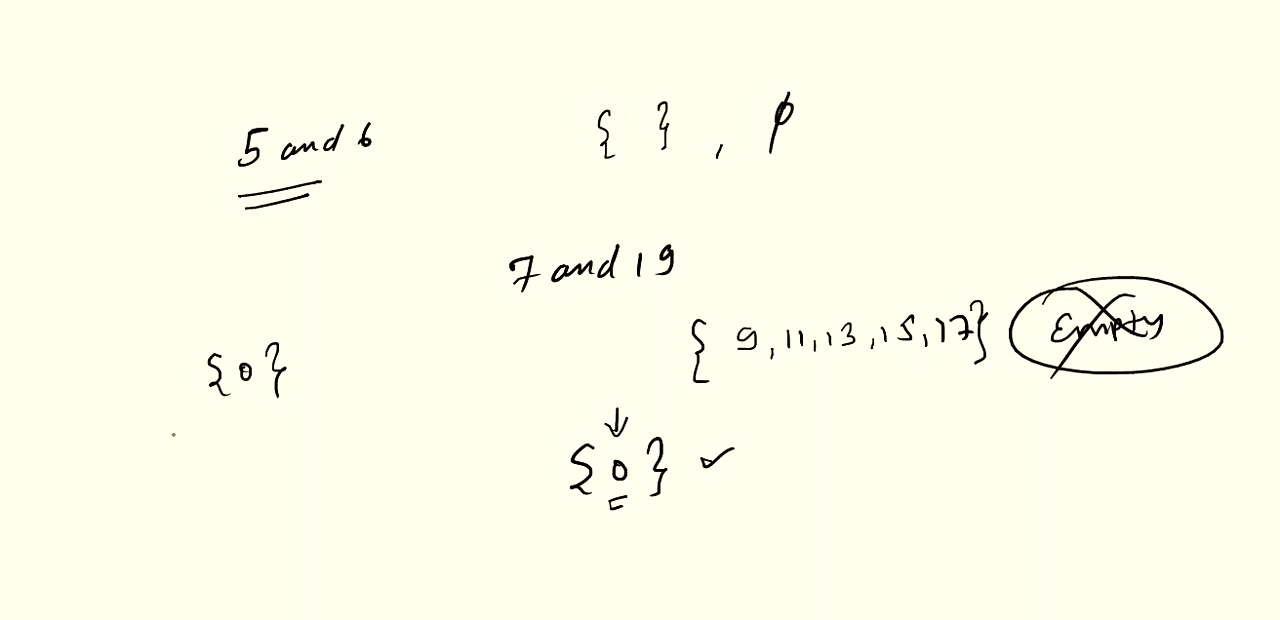 5 and 6 { } , φ
7 and 19
{ 9, 11, 13, 15, 17} Empty
{0}
{0} ✓